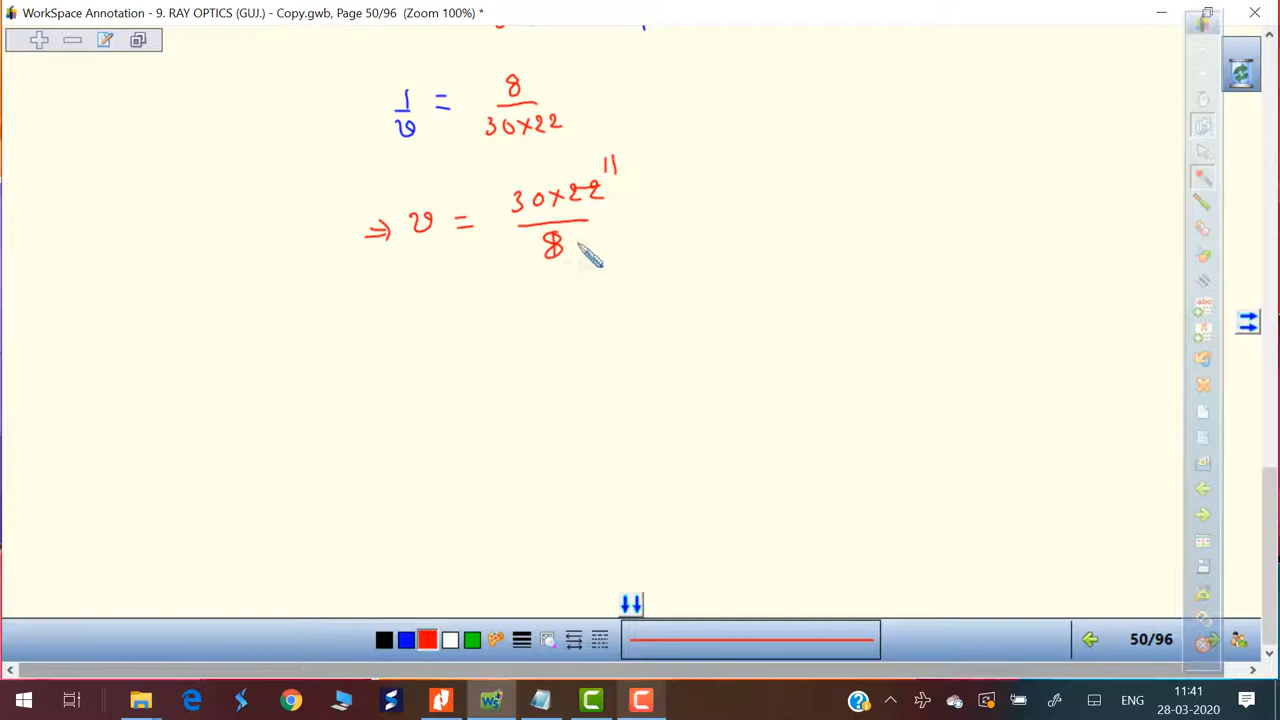 WorkSpace Annotation - 9. RAY OPTICS (GUJ.) - Copy.gwb, Page 50/96 (Zoom 100%) *
1/v = 8/30×22
⇒ v = 30×22/8
11
abc
50/96
ENG
11:41
28-03-2020